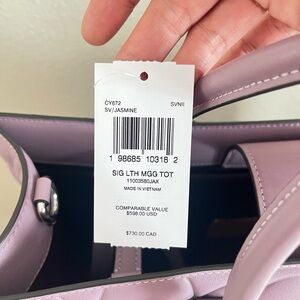 CY672 SVNII
SV/JASMINE
1 98685 10318 2
SIG LTH MGG TOT
11003580JAX
MADE IN VIETNAM
COMPARABLE VALUE
$598.00 USD
$730.00 CAD